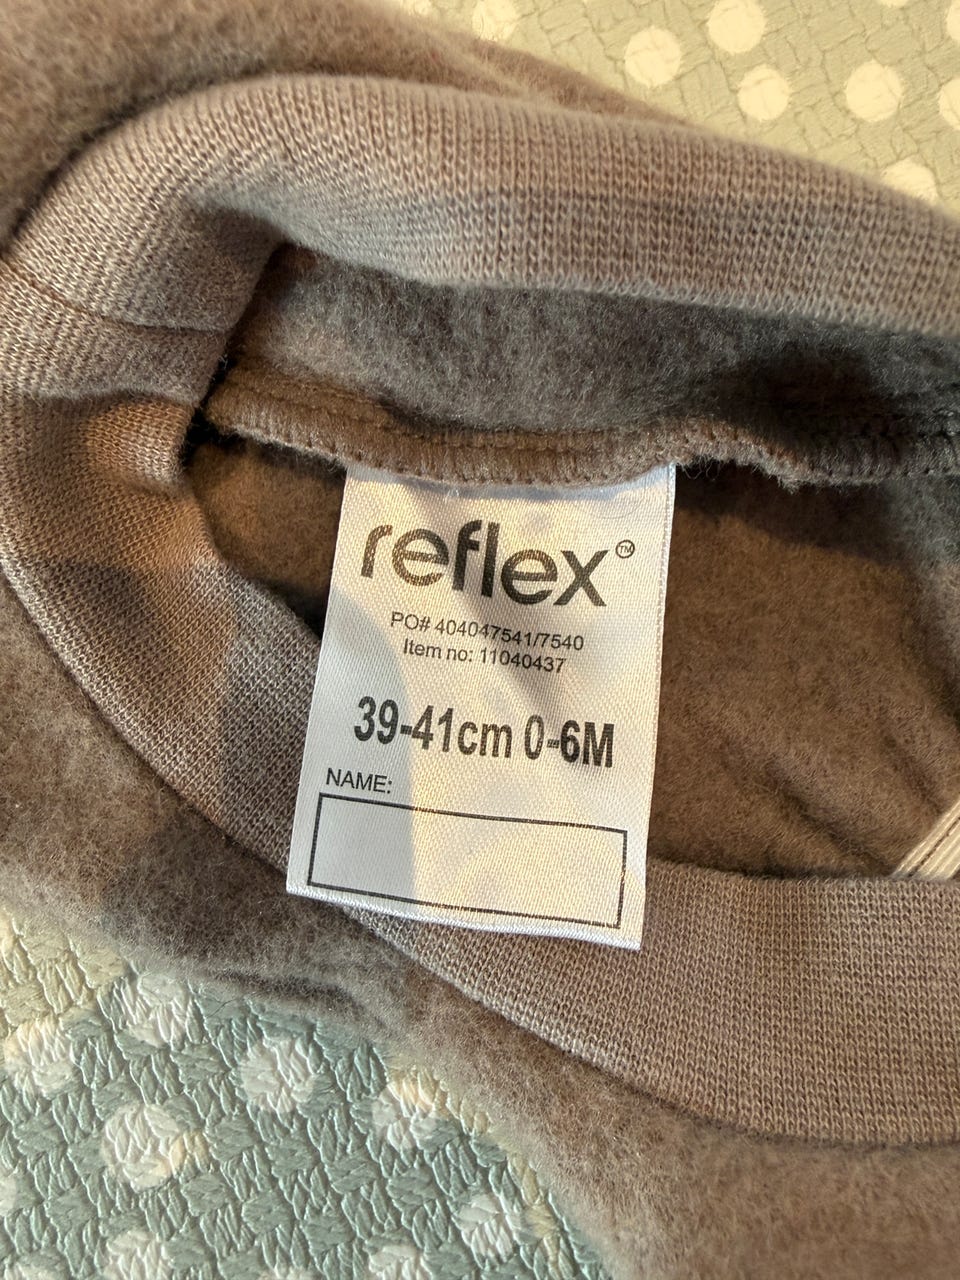 reflex™
PO# 404047541/7540
Item no: 11040437
39-41cm 0-6M
NAME: